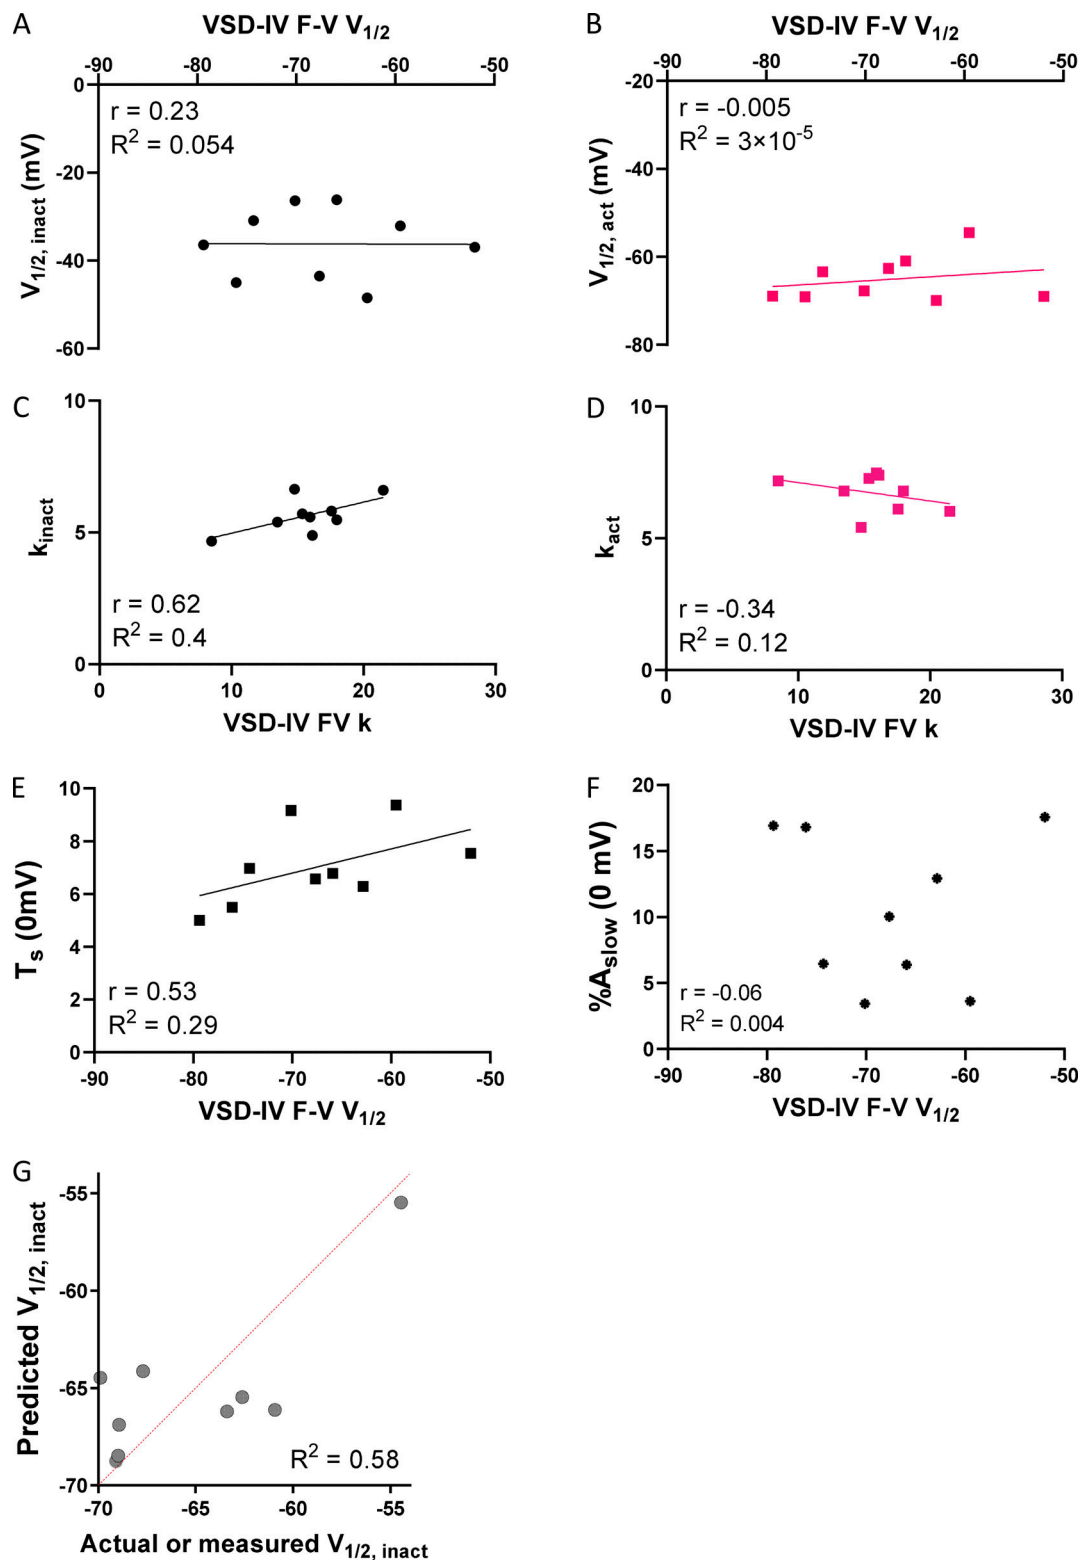 A
VSD-IV F-V V1/2
-90 -80 -70 -60 -50
0
-20
-40
-60
V1/2, inact (mV)
r = 0.23
R2 = 0.054
B
VSD-IV F-V V1/2
-90 -80 -70 -60 -50
-20
-40
-60
-80
V1/2, act (mV)
r = -0.005
R2 = 3×10-5
C
10
5
0
kinact
r = 0.62
R2 = 0.4
0 10 20 30
VSD-IV FV k
D
10
5
0
kact
r = -0.34
R2 = 0.12
0 10 20 30
VSD-IV FV k
E
10
8
6
4
2
0
Ts (0mV)
r = 0.53
R2 = 0.29
-90 -80 -70 -60 -50
VSD-IV F-V V1/2
F
20
15
10
5
0
%Aslow (0 mV)
r = -0.06
R2 = 0.004
-90 -80 -70 -60 -50
VSD-IV F-V V1/2
G
-55
-60
-65
-70
Predicted V1/2, inact
R2 = 0.58
-70 -65 -60 -55
Actual or measured V1/2, inact